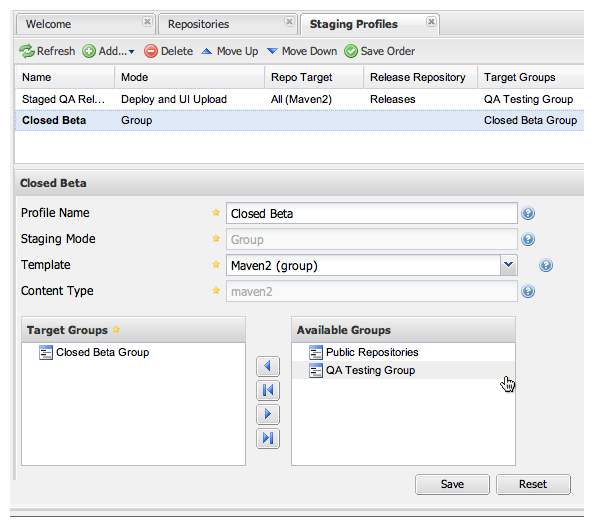 Welcome Repositories Staging Profiles
Refresh Add... Delete Move Up Move Down Save Order
Name Mode Repo Target Release Repository Target Groups
Staged QA Rel... Deploy and UI Upload All (Maven2) Releases QA Testing Group
Closed Beta Group Closed Beta Group
Closed Beta
Profile Name Closed Beta
Staging Mode Group
Template Maven2 (group)
Content Type maven2
Target Groups Available Groups
Closed Beta Group Public Repositories
QA Testing Group
Save Reset